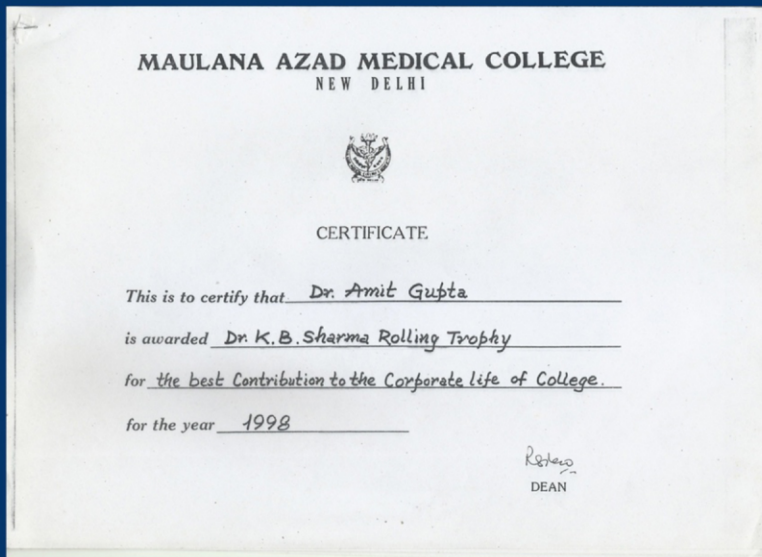 MAULANA AZAD MEDICAL COLLEGE
NEW DELHI
CERTIFICATE
This is to certify that Dr. Amit Gupta
is awarded Dr. K.B. Sharma Rolling Trophy
for the best Contribution to the Corporate life of College.
for the year 1998
DEAN